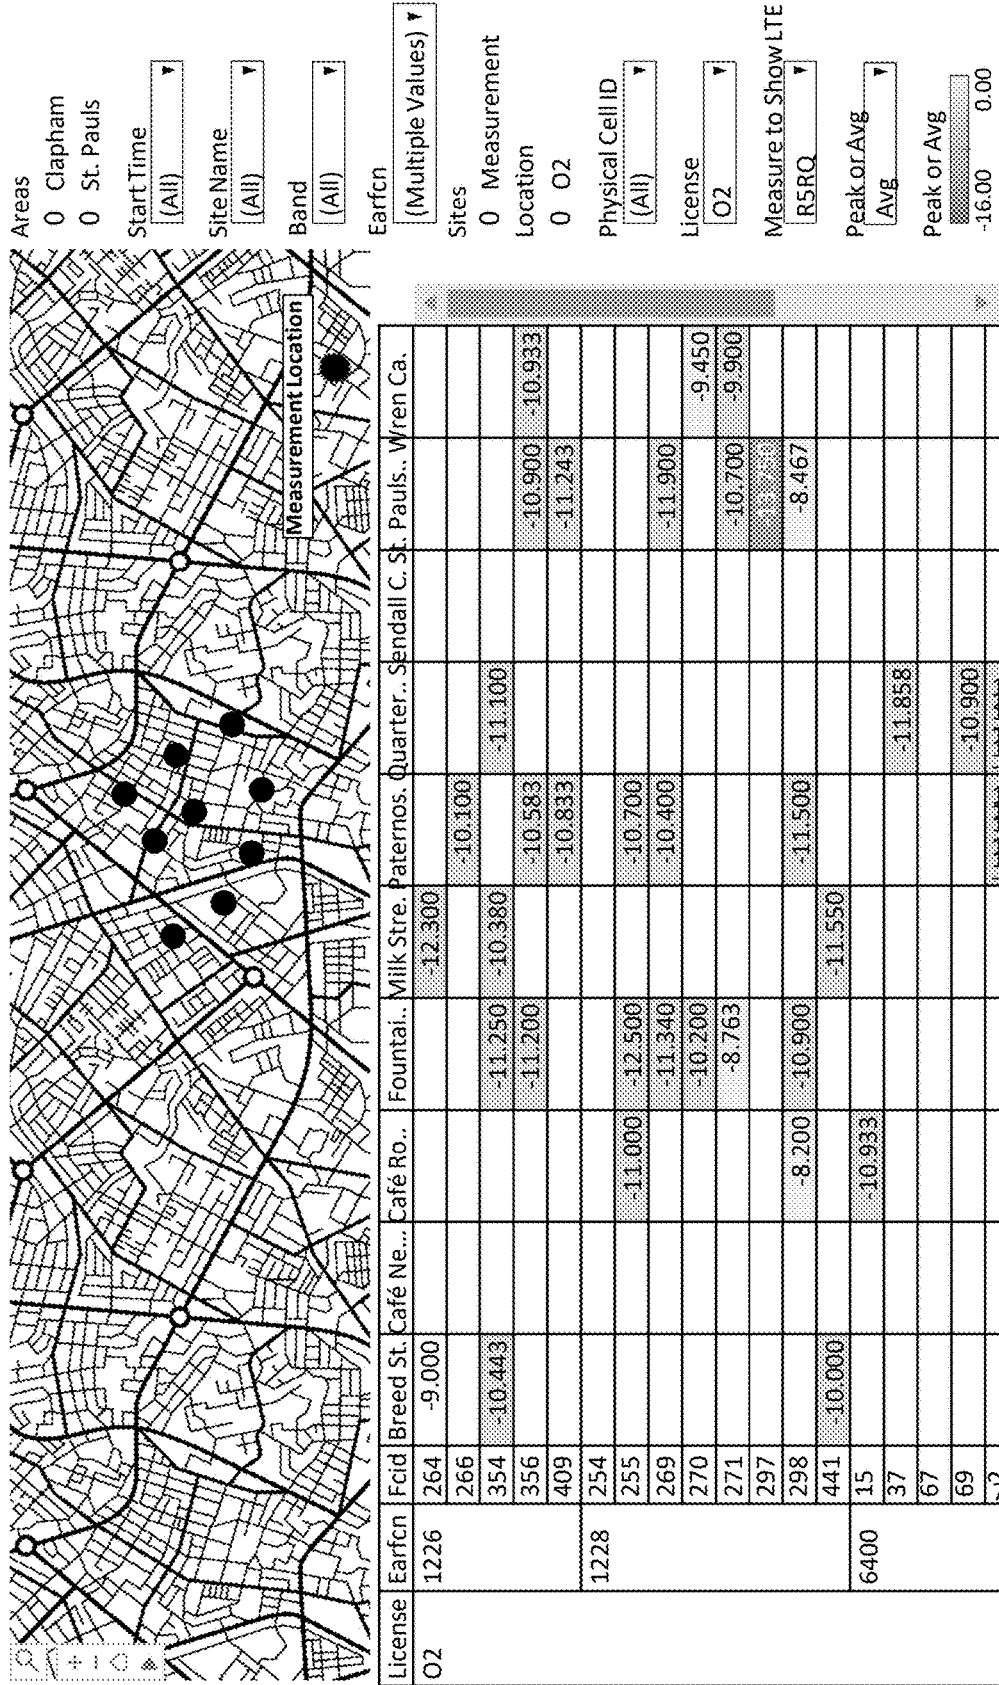 Measurement Location
Areas
O Clapham
O St. Pauls
Start Time
(All)
Site Name
(All)
Band
(All)
Earfcn
(Multiple Values)
Sites
O Measurement
Location
O O2
Physical Cell ID
(All)
License
O2
Measure to Show LTE
R5RQ
Peak or Avg
Avg
Peak or Avg
-16.00 0.00
License Earfcn Fcid Breed St. Café Ne... Café Ro... Fountai.. Milk Stre. Paternos. Quarter.. Sendall C. St. Pauls.. Wren Ca.
O2 1226 264 -9.000 -12.300
266 -10.100
354 -10.443 -11.250 -10.380 -11.100
356 -11.200 -10.583 -10.900 -10.933
409 -10.833 -11.243
1228 254
255 -11.000 -12.500 -10.700
269 -11.340 -10.400 -11.900
270 -10.200 -9.450
271 -8.763 -10.700 -9.900
297
298 -8.200 -10.900 -11.500 -8.467
441 -10.000 -11.550
6400 15 -10.933
37 -11.858
67
69 -10.900